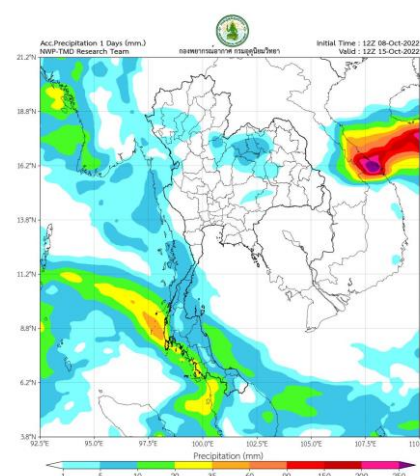 Acc.Precipitation 1 Days (mm.)
NWP-TMD Research Team
กองพยากรณ์อากาศ กรมอุตุนิยมวิทยา
Initial Time : 12Z 08-Oct-2022
Valid : 12Z 15-Oct-2022
21.2°N
18.8°N
16.2°N
13.8°N
11.2°N
8.8°N
6.2°N
3.8°N
92.5°E 95.0°E 97.5°E 100.0°E 102.5°E 105.0°E 107.5°E 110
Precipitation (mm)
1 5 10 20 35 60 90 150 200 250